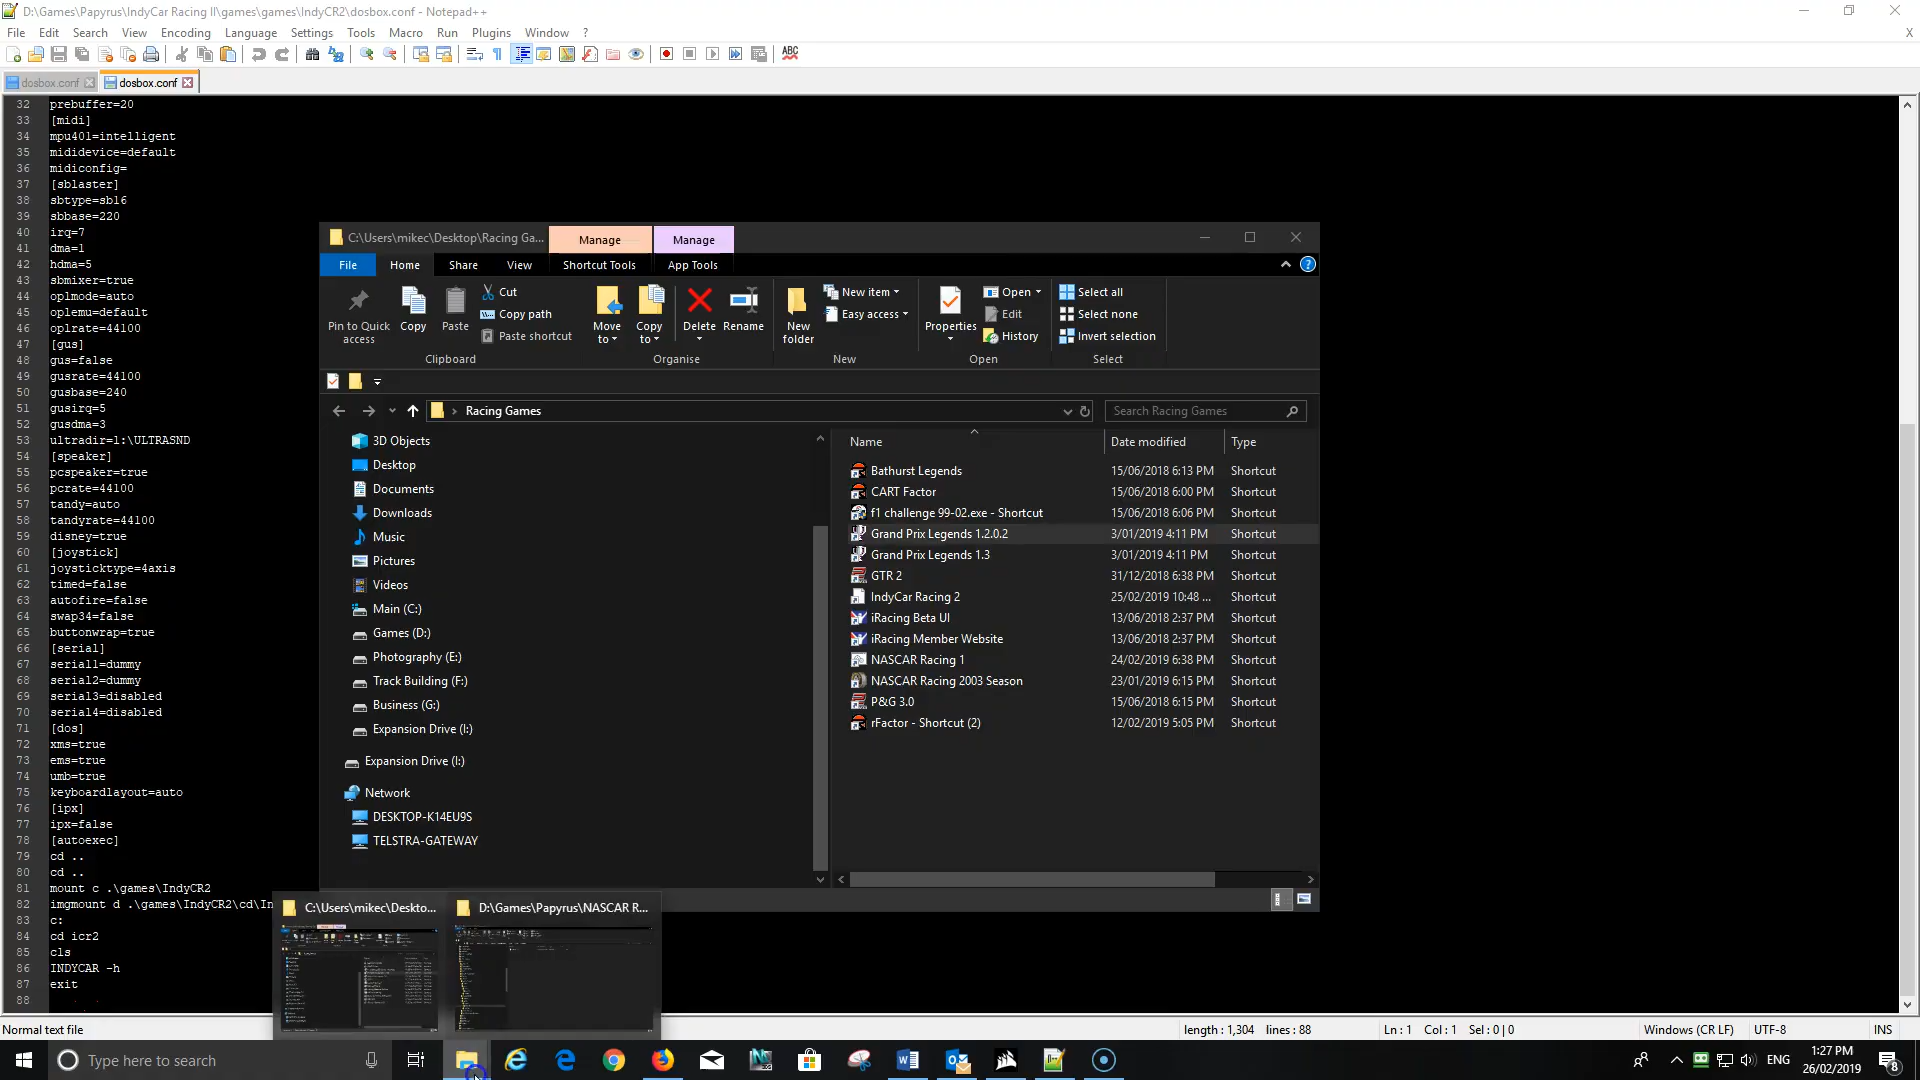 D:\Games\Papyrus\IndyCar Racing II\games\games\IndyCR2\dosbox.conf - Notepad++
File Edit Search View Encoding Language Settings Tools Macro Run Plugins Window ? X
ABC
dosbox.conf dosbox.conf
32 prebuffer=20
33 [midi]
34 mpu401=intelligent
35 mididevice=default
36 midiconfig=
37 [sblaster]
38 sbtype=sb16
39 sbbase=220
40 irq=7
41 dma=1
42 hdma=5
43 sbmixer=true
44 oplmode=auto
45 oplemu=default
46 oplrate=44100
47 [gus]
48 gus=false
49 gusrate=44100
50 gusbase=240
51 gusirq=5
52 gusdma=3
53 ultradir=l:\ULTRASND
54 [speaker]
55 pcspeaker=true
56 pcrate=44100
57 tandy=auto
58 tandyrate=44100
59 disney=true
60 [joystick]
61 joysticktype=4axis
62 timed=false
63 autofire=false
64 swap34=false
65 buttonwrap=true
66 [serial]
67 serial1=dummy
68 serial2=dummy
69 serial3=disabled
70 serial4=disabled
71 [dos]
72 xms=true
73 ems=true
74 umb=true
75 keyboardlayout=auto
76 [ipx]
77 ipx=false
78 [autoexec]
79 cd ..
80 cd ..
81 mount c .\games\IndyCR2
82 imgmount d .\games\IndyCR2\cd\In
83 c:
84 cd icr2
85 cls
86 INDYCAR -h
87 exit
88
C:\Users\mikec\Desktop\Racing Ga... Manage Manage
File Home Share View Shortcut Tools App Tools
Pin to Quick access
Copy
Paste
Cut
Copy path
Paste shortcut
Clipboard
Move to
Copy to
Delete
Rename
Organise
New folder
New item
Easy access
New
Properties
Open
Edit
History
Open
Select all
Select none
Invert selection
Select
Racing Games
Search Racing Games
3D Objects
Desktop
Documents
Downloads
Music
Pictures
Videos
Main (C:)
Games (D:)
Photography (E:)
Track Building (F:)
Business (G:)
Expansion Drive (I:)
Expansion Drive (I:)
Network
DESKTOP-K14EU9S
TELSTRA-GATEWAY
Name Date modified Type
Bathurst Legends 15/06/2018 6:13 PM Shortcut
CART Factor 15/06/2018 6:00 PM Shortcut
f1 challenge 99-02.exe - Shortcut 15/06/2018 6:06 PM Shortcut
Grand Prix Legends 1.2.0.2 3/01/2019 4:11 PM Shortcut
Grand Prix Legends 1.3 3/01/2019 4:11 PM Shortcut
GTR 2 31/12/2018 6:38 PM Shortcut
IndyCar Racing 2 25/02/2019 10:48 ... Shortcut
iRacing Beta UI 13/06/2018 2:37 PM Shortcut
iRacing Member Website 13/06/2018 2:37 PM Shortcut
NASCAR Racing 1 24/02/2019 6:38 PM Shortcut
NASCAR Racing 2003 Season 23/01/2019 6:15 PM Shortcut
P&G 3.0 15/06/2018 6:15 PM Shortcut
rFactor - Shortcut (2) 12/02/2019 5:05 PM Shortcut
C:\Users\mikec\Deskto... D:\Games\Papyrus\NASCAR R...
Normal text file length : 1,304 lines : 88 Ln : 1 Col : 1 Sel : 0 | 0 Windows (CR LF) UTF-8 INS
Type here to search
ENG
1:27 PM
26/02/2019
8